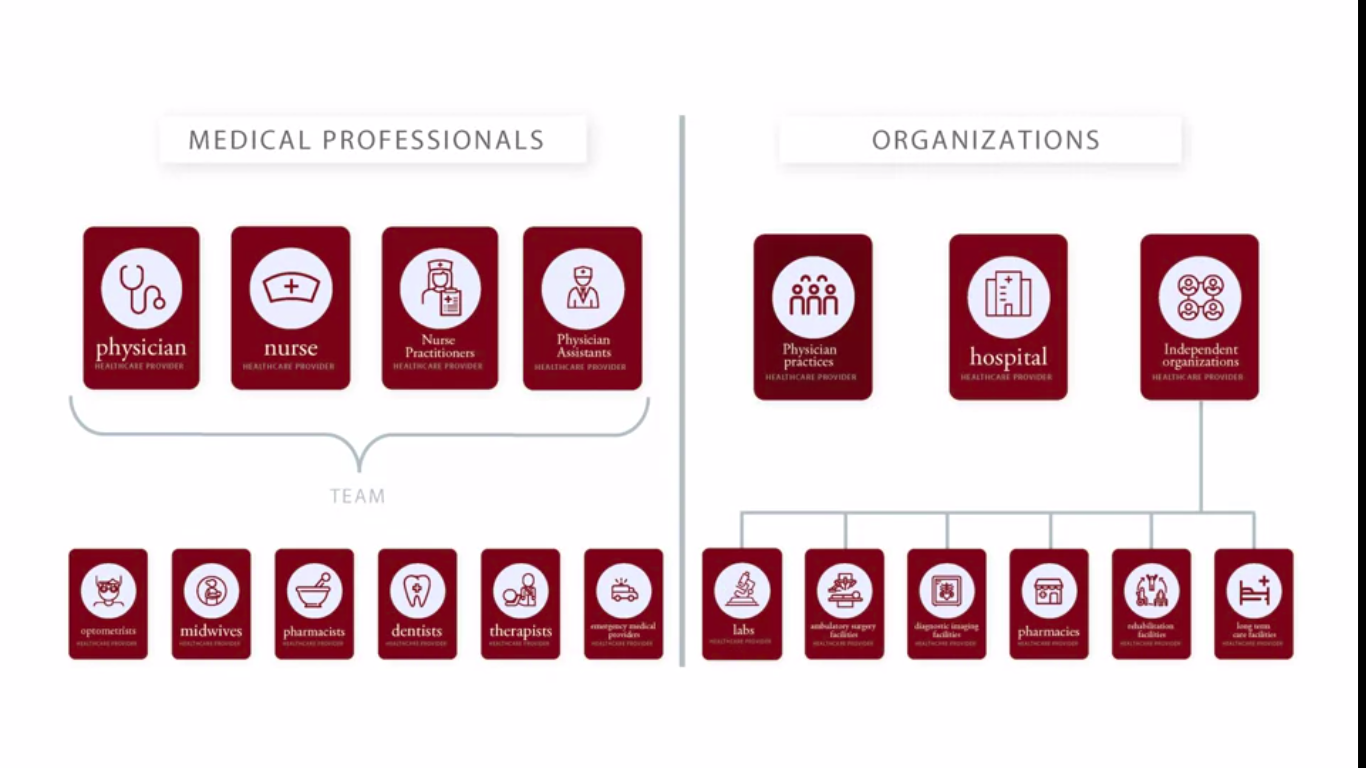 MEDICAL PROFESSIONALS
physician
HEALTHCARE PROVIDER
nurse
HEALTHCARE PROVIDER
Nurse
Practitioners
HEALTHCARE PROVIDER
Physician
Assistants
HEALTHCARE PROVIDER
TEAM
optometrists
HEALTHCARE PROVIDER
midwives
HEALTHCARE PROVIDER
pharmacists
HEALTHCARE PROVIDER
dentists
HEALTHCARE PROVIDER
therapists
HEALTHCARE PROVIDER
emergency medical
providers
HEALTHCARE PROVIDER
ORGANIZATIONS
Physician
practices
HEALTHCARE PROVIDER
hospital
HEALTHCARE PROVIDER
Independent
organizations
HEALTHCARE PROVIDER
labs
HEALTHCARE PROVIDER
ambulatory surgery
facilities
HEALTHCARE PROVIDER
diagnostic imaging
facilities
HEALTHCARE PROVIDER
pharmacies
HEALTHCARE PROVIDER
rehabilitation
facilities
HEALTHCARE PROVIDER
long term
care facilities
HEALTHCARE PROVIDER